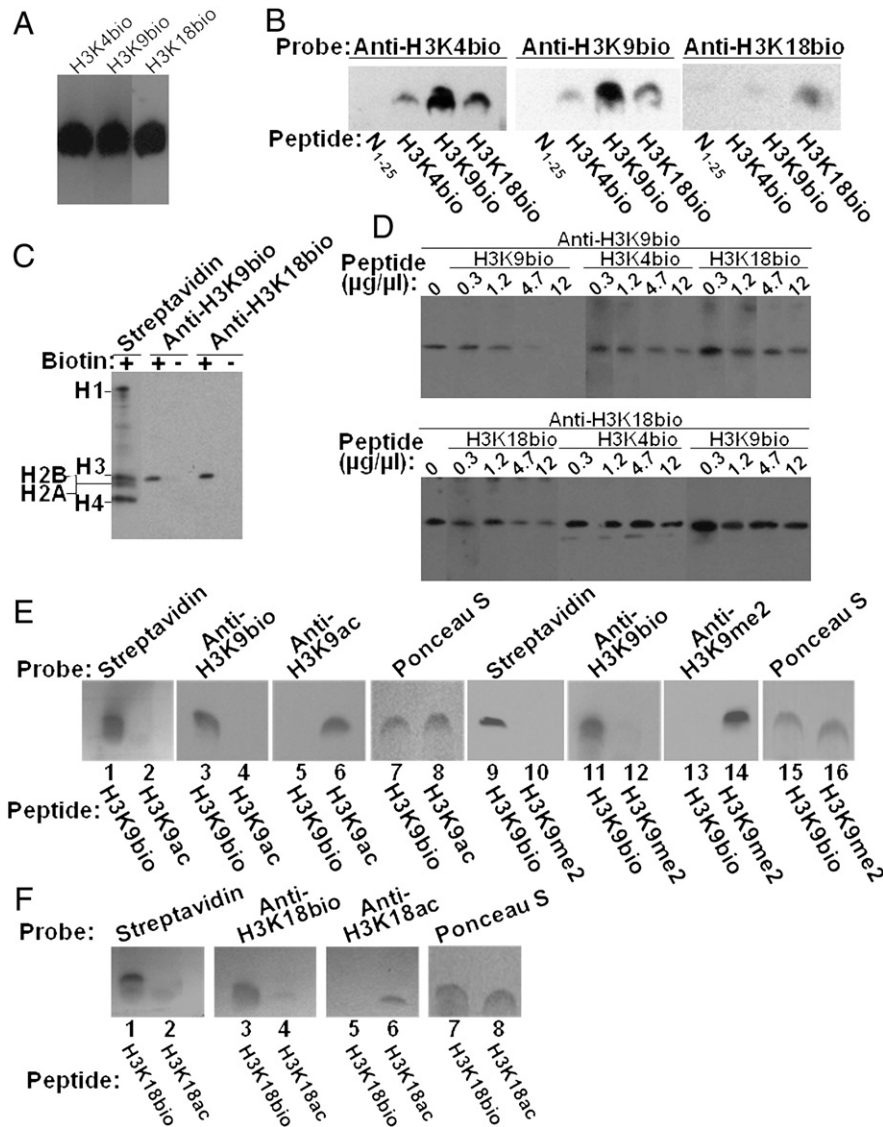 A
H3K4bio H3K9bio H3K18bio
B
Probe: Anti-H3K4bio Anti-H3K9bio Anti-H3K18bio
Peptide: N1-25 H3K4bio H3K9bio H3K18bio N1-25 H3K4bio H3K9bio H3K18bio N1-25 H3K4bio H3K9bio H3K18bio
C
Streptavidin Anti-H3K9bio Anti-H3K18bio
Biotin: + + - + -
H1
H3
H2B
H2A
H4
D
Anti-H3K9bio
Peptide H3K9bio H3K4bio H3K18bio
(µg/µl): 0 0.3 1.2 4.7 12 0.3 1.2 4.7 12 0.3 1.2 4.7 12
Anti-H3K18bio
Peptide H3K18bio H3K4bio H3K9bio
(µg/µl): 0 0.3 1.2 4.7 12 0.3 1.2 4.7 12 0.3 1.2 4.7 12
E
Probe: Streptavidin Anti-H3K9bio Anti-H3K9ac Ponceau S Streptavidin Anti-H3K9bio Anti-H3K9me2 Ponceau S
1 2 3 4 5 6 7 8 9 10 11 12 13 14 15 16
Peptide: H3K9bio H3K9ac H3K9bio H3K9ac H3K9bio H3K9ac H3K9bio H3K9ac H3K9bio H3K9me2 H3K9bio H3K9me2 H3K9bio H3K9me2 H3K9bio H3K9me2
F
Probe: Streptavidin Anti-H3K18bio Anti-H3K18ac Ponceau S
1 2 3 4 5 6 7 8
Peptide: H3K18bio H3K18ac H3K18bio H3K18ac H3K18bio H3K18ac H3K18bio H3K18ac